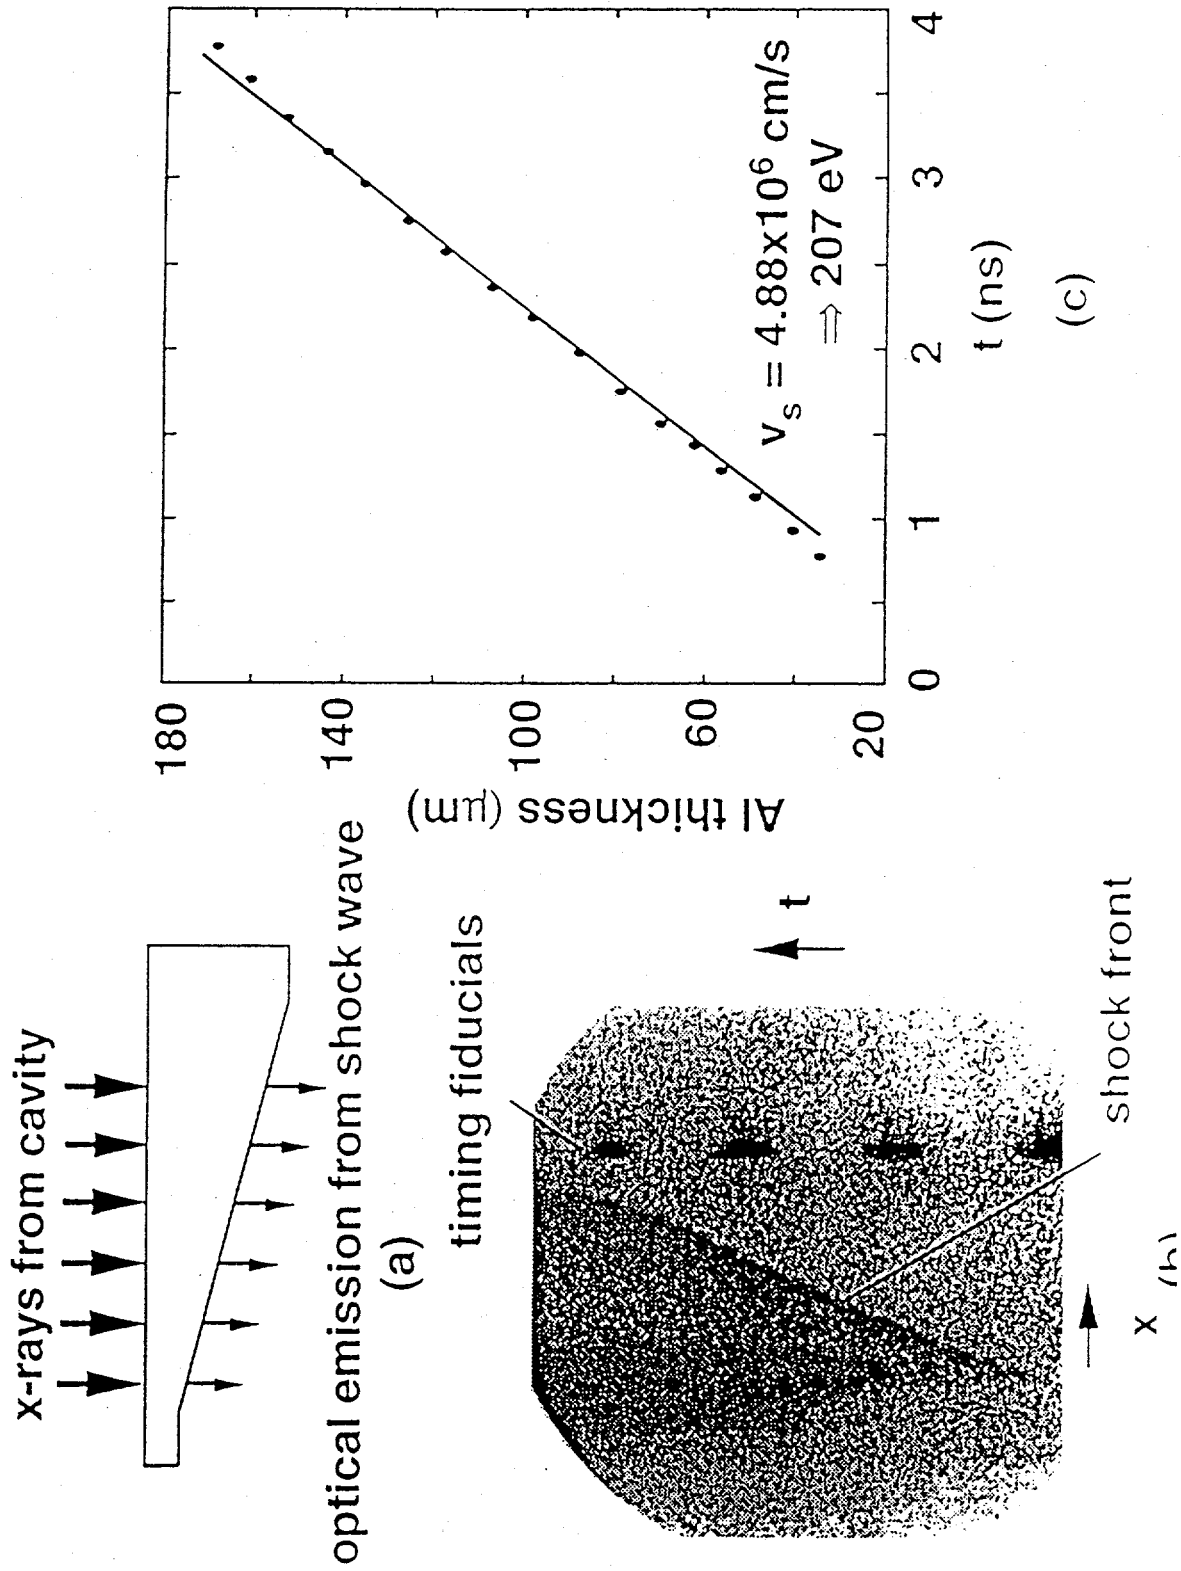 x-rays from cavity
optical emission from shock wave
(a)
timing fiducials
t
shock front
x
(b)
180
140
100
60
20
Al thickness (μm)
0
1
2
3
4
t (ns)
v_s = 4.88x10^6 cm/s
⇒ 207 eV
(c)